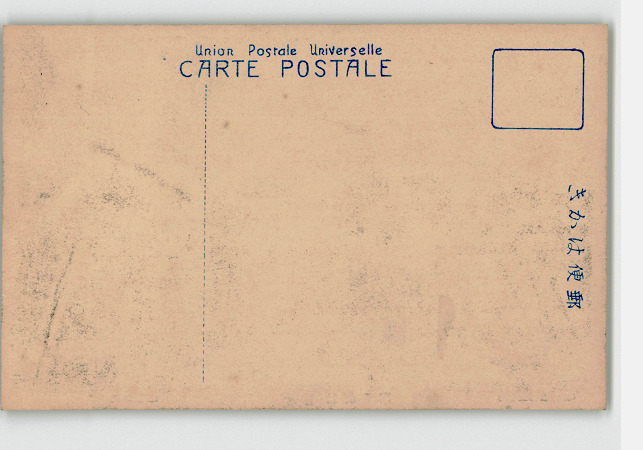 Union Postale Universelle
CARTE POSTALE
きかは便郵